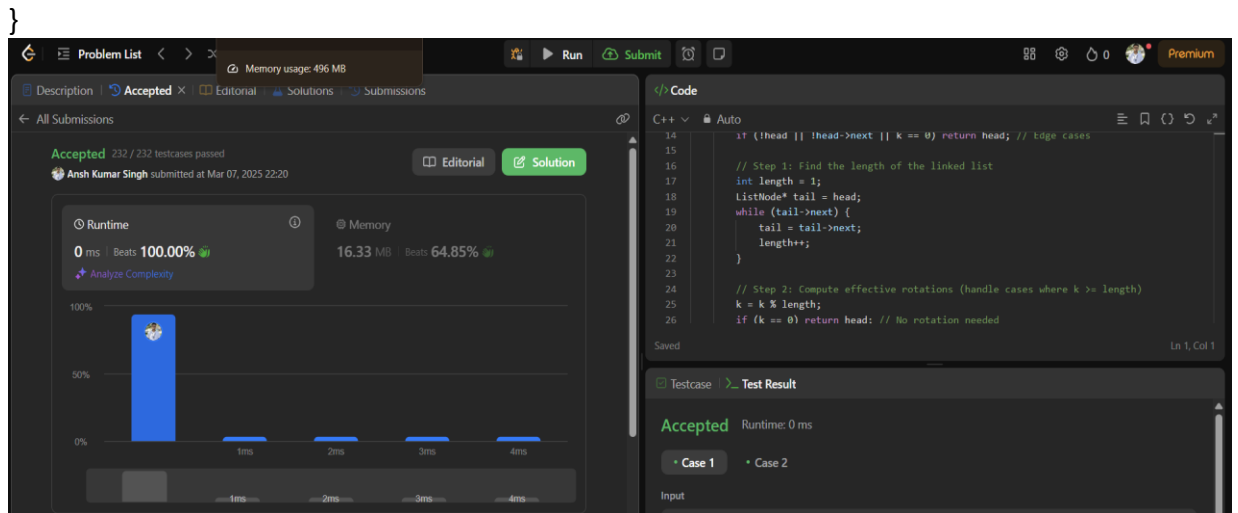 }
Problem List
Run
Submit
0
Premium
Memory usage: 496 MB
Description
Accepted
Editorial
Solutions
Submissions
All Submissions
Accepted 232 / 232 testcases passed
Ansh Kumar Singh submitted at Mar 07, 2025 22:20
Editorial
Solution
Runtime
0 ms Beats 100.00%
Analyze Complexity
Memory
16.33 MB Beats 64.85%
100%
50%
0%
1ms 2ms 3ms 4ms
1ms 2ms 3ms 4ms
</> Code
C++ Auto
14 if (!head || !head->next || k == 0) return head; // Edge cases
15
16 // Step 1: Find the length of the linked list
17 int length = 1;
18 ListNode* tail = head;
19 while (tail->next) {
20 tail = tail->next;
21 length++;
22 }
23
24 // Step 2: Compute effective rotations (handle cases where k >= length)
25 k = k % length;
26 if (k == 0) return head; // No rotation needed
Saved
Ln 1, Col 1
Testcase
>_ Test Result
Accepted Runtime: 0 ms
• Case 1 • Case 2
Input